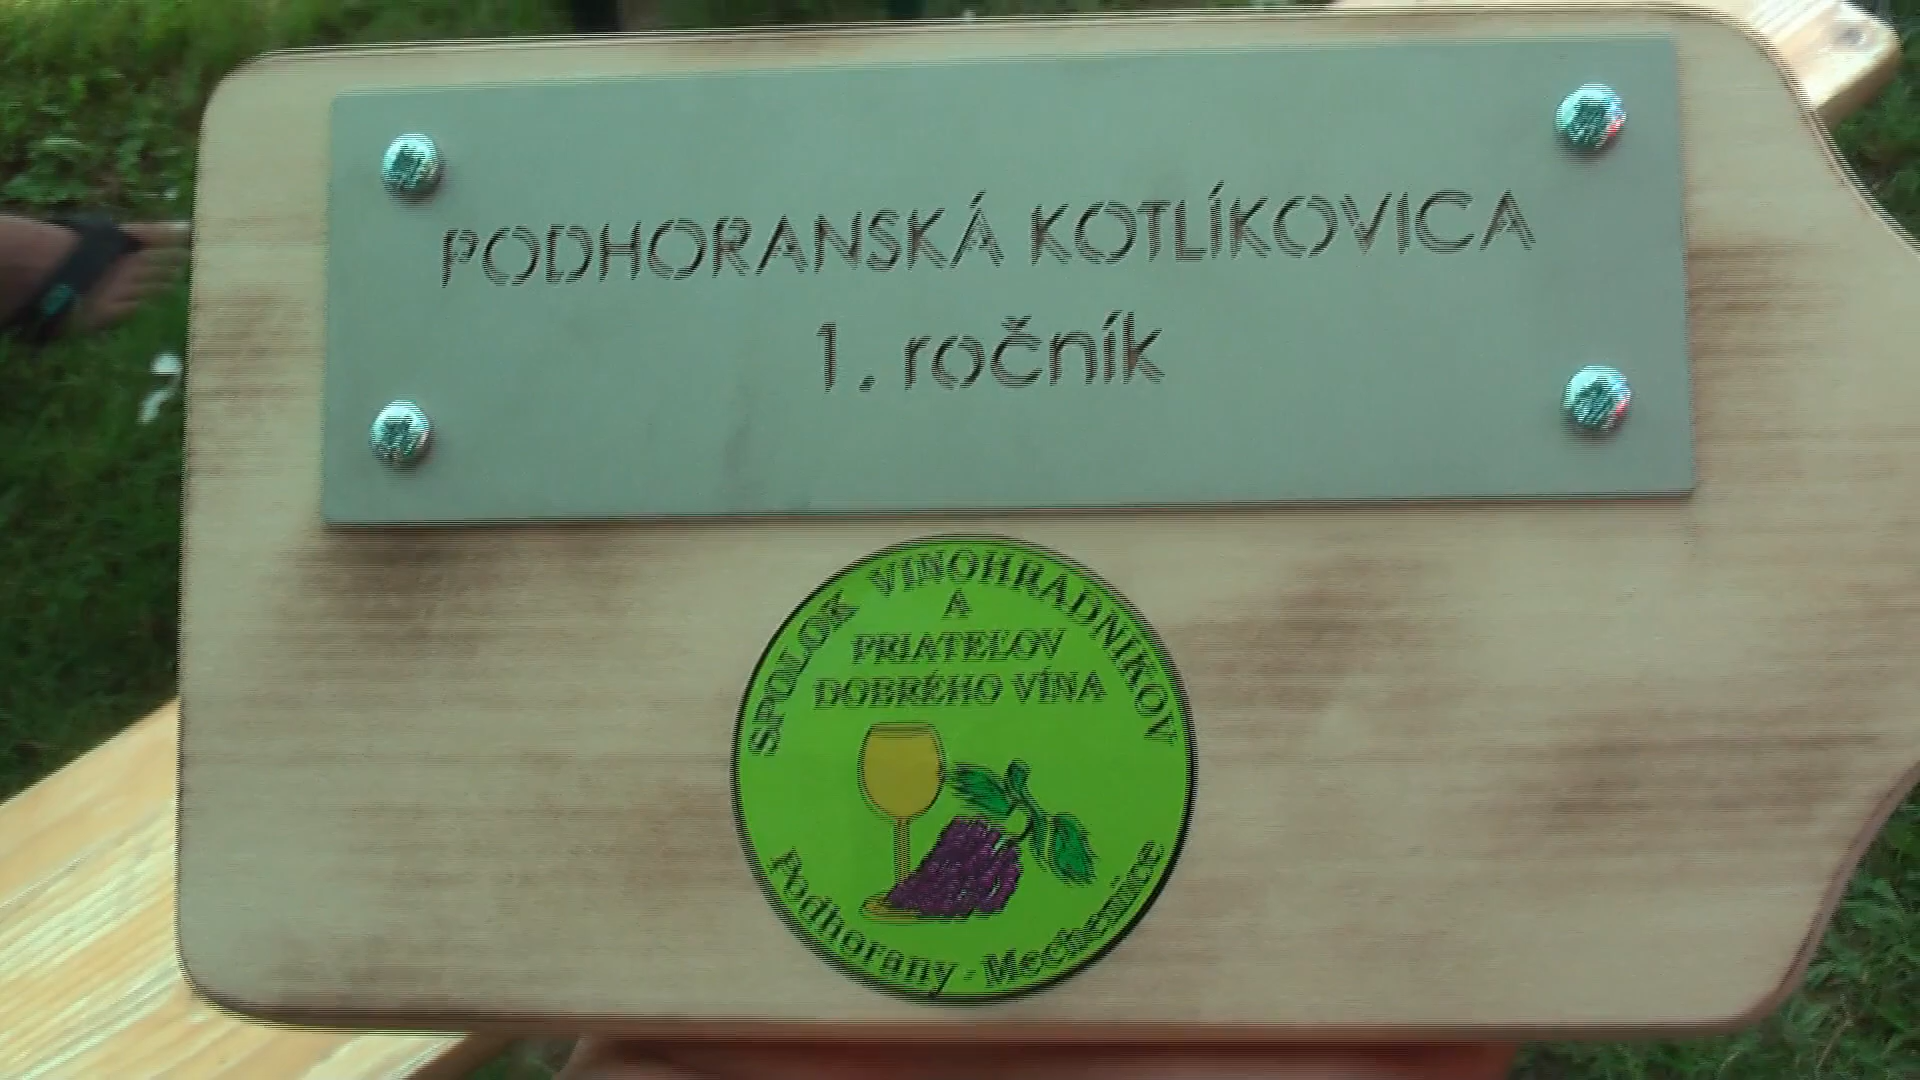 PODHORANSKÁ KOTLÍKOVICA
1. ročník
SPOLOK VINOHRADNÍKOV
A
PRIATEĽOV
DOBRÉHO VÍNA
Podhorany - Mechenice